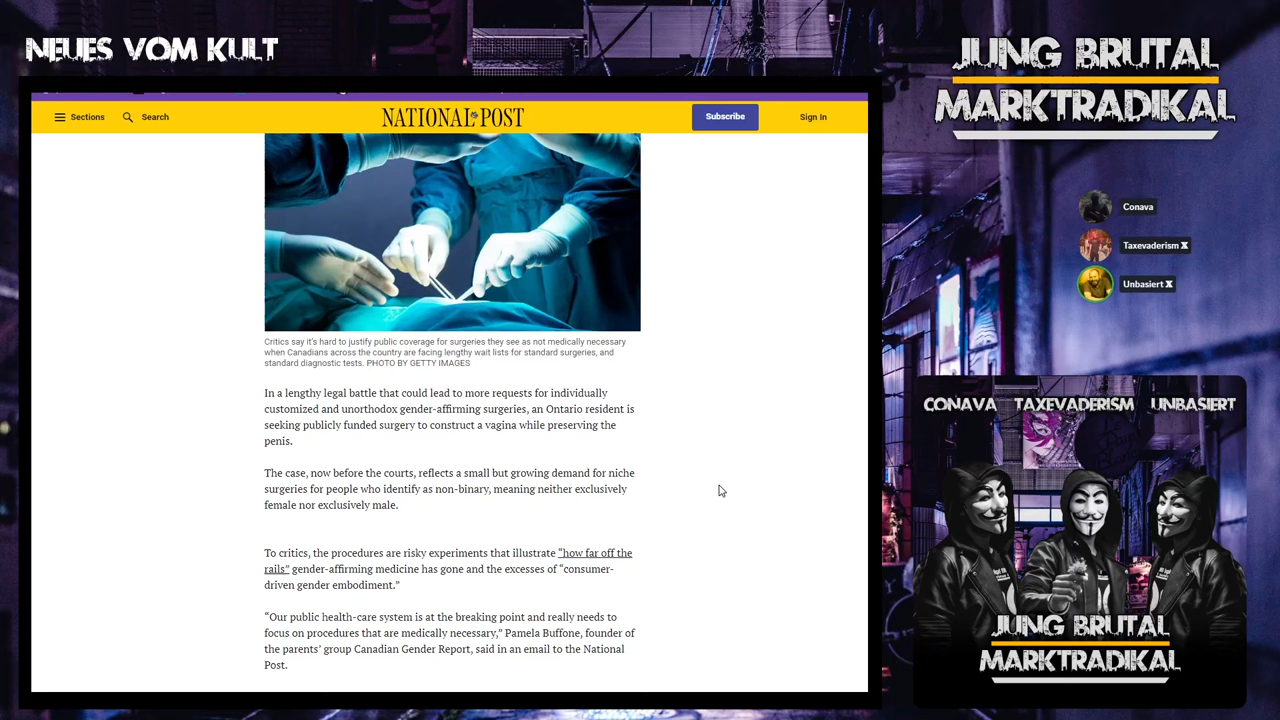 NEUES VOM KULT
Sections
Search
NATIONAL POST
Subscribe
Sign In
Critics say it's hard to justify public coverage for surgeries they see as not medically necessary
when Canadians across the country are facing lengthy wait lists for standard surgeries, and
standard diagnostic tests. PHOTO BY GETTY IMAGES
In a lengthy legal battle that could lead to more requests for individually
customized and unorthodox gender-affirming surgeries, an Ontario resident is
seeking publicly funded surgery to construct a vagina while preserving the
penis.
The case, now before the courts, reflects a small but growing demand for niche
surgeries for people who identify as non-binary, meaning neither exclusively
female nor exclusively male.
To critics, the procedures are risky experiments that illustrate “how far off the
rails” gender-affirming medicine has gone and the excesses of “consumer-
driven gender embodiment.”
“Our public health-care system is at the breaking point and really needs to
focus on procedures that are medically necessary,” Pamela Buffone, founder of
the parents’ group Canadian Gender Report, said in an email to the National
Post.
JUNG BRUTAL
MARKTRADIKAL
Conava
Taxevaderism X
Unbasiert X
CONAVA TAXEVADERISM UNBASIERT
JUNG BRUTAL
MARKTRADIKAL